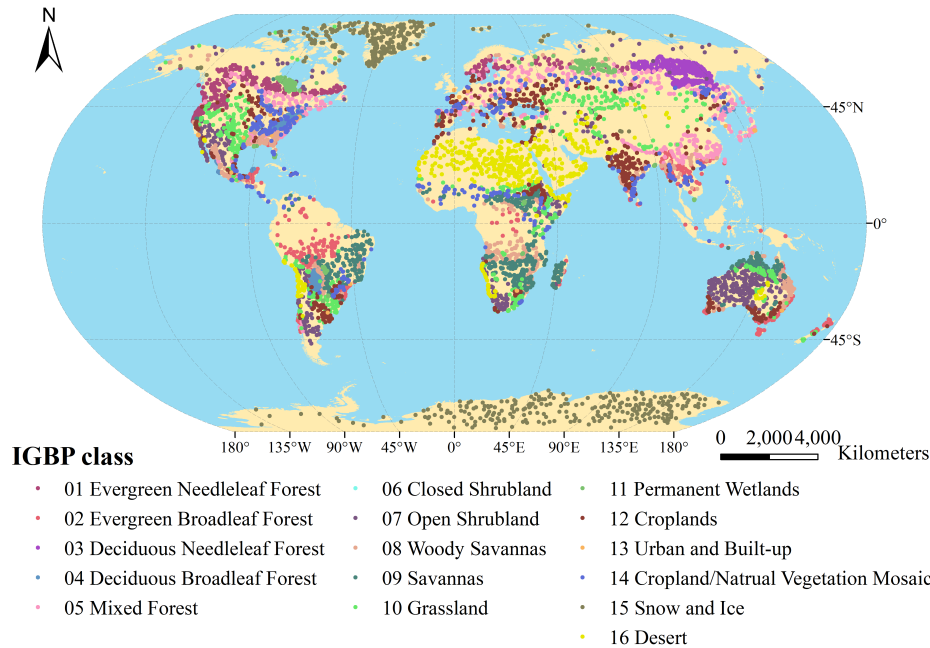 N
45°N
0°
45°S
180° 135°W 90°W 45°W 0° 45°E 90°E 135°E 180°
0 2,000 4,000
Kilometers
IGBP class
01 Evergreen Needleleaf Forest
02 Evergreen Broadleaf Forest
03 Deciduous Needleleaf Forest
04 Deciduous Broadleaf Forest
05 Mixed Forest
06 Closed Shrubland
07 Open Shrubland
08 Woody Savannas
09 Savannas
10 Grassland
11 Permanent Wetlands
12 Croplands
13 Urban and Built-up
14 Cropland/Natrual Vegetation Mosaic
15 Snow and Ice
16 Desert